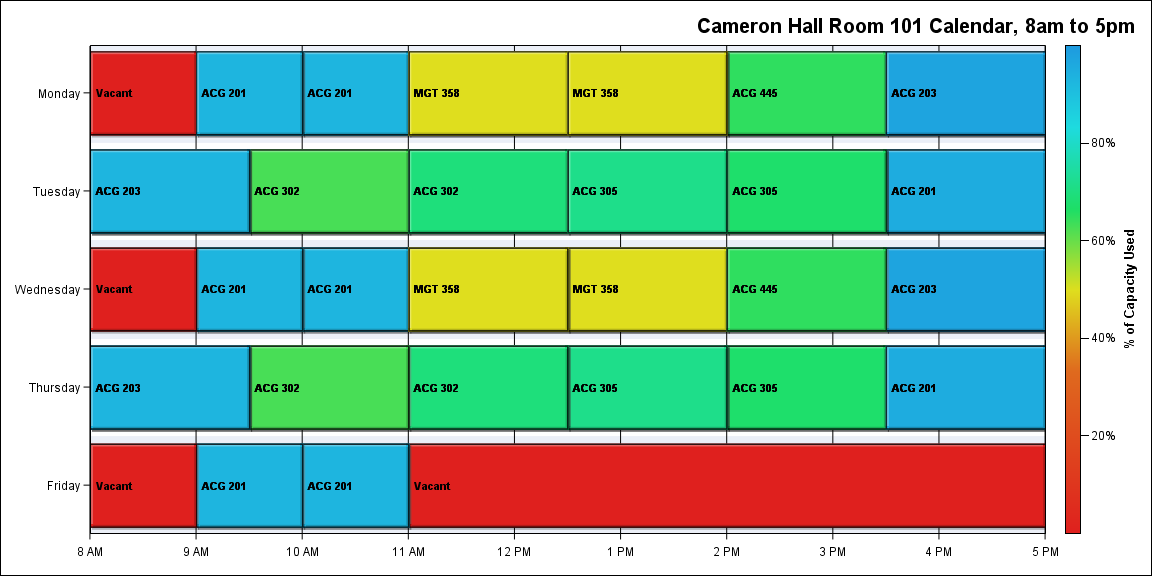 Cameron Hall Room 101 Calendar, 8am to 5pm
Monday
Vacant
ACG 201
ACG 201
MGT 358
MGT 358
ACG 445
ACG 203
Tuesday
ACG 203
ACG 302
ACG 302
ACG 305
ACG 305
ACG 201
Wednesday
Vacant
ACG 201
ACG 201
MGT 358
MGT 358
ACG 445
ACG 203
Thursday
ACG 203
ACG 302
ACG 302
ACG 305
ACG 305
ACG 201
Friday
Vacant
ACG 201
ACG 201
Vacant
8 AM
9 AM
10 AM
11 AM
12 PM
1 PM
2 PM
3 PM
4 PM
5 PM
80%
60%
40%
20%
% of Capacity Used